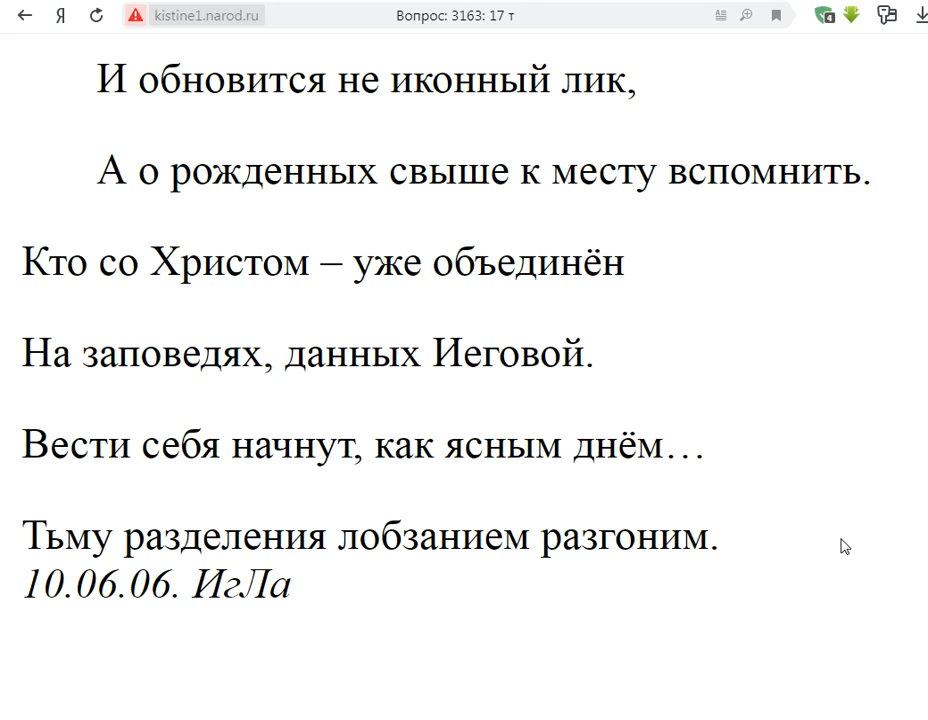 kistine1.narod.ru
Вопрос: 3163: 17 т
4
И обновится не иконный лик,
А о рожденных свыше к месту вспомнить.
Кто со Христом – уже объединён
На заповедях, данных Иеговой.
Вести себя начнут, как ясным днём…
Тьму разделения лобзанием разгоним.
10.06.06. ИгЛа